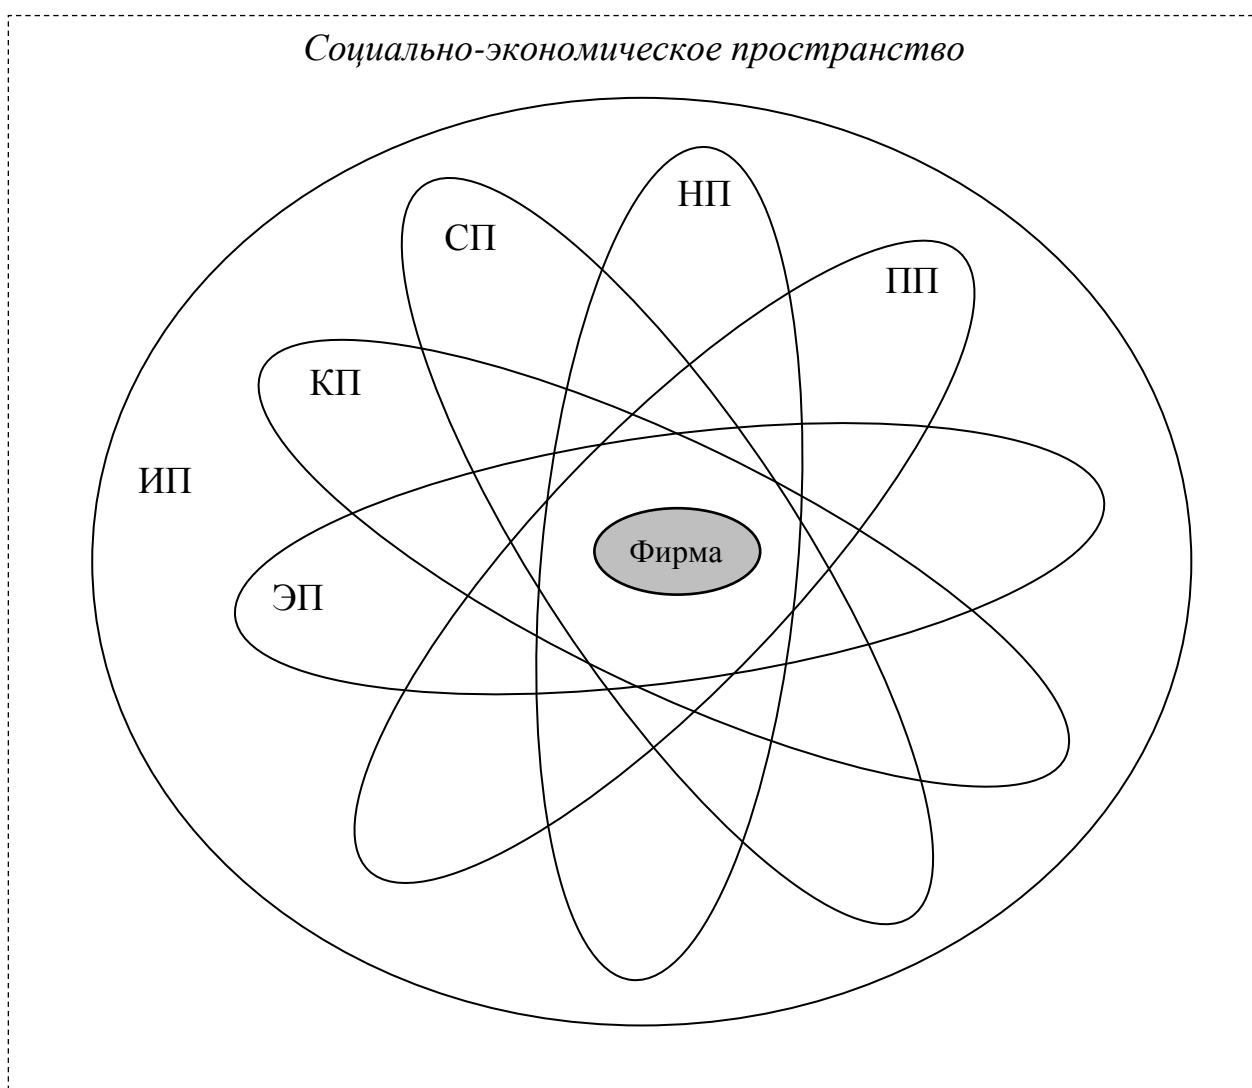 Социально-экономическое пространство
НП
СП
ПП
КП
ИП
Фирма
ЭП